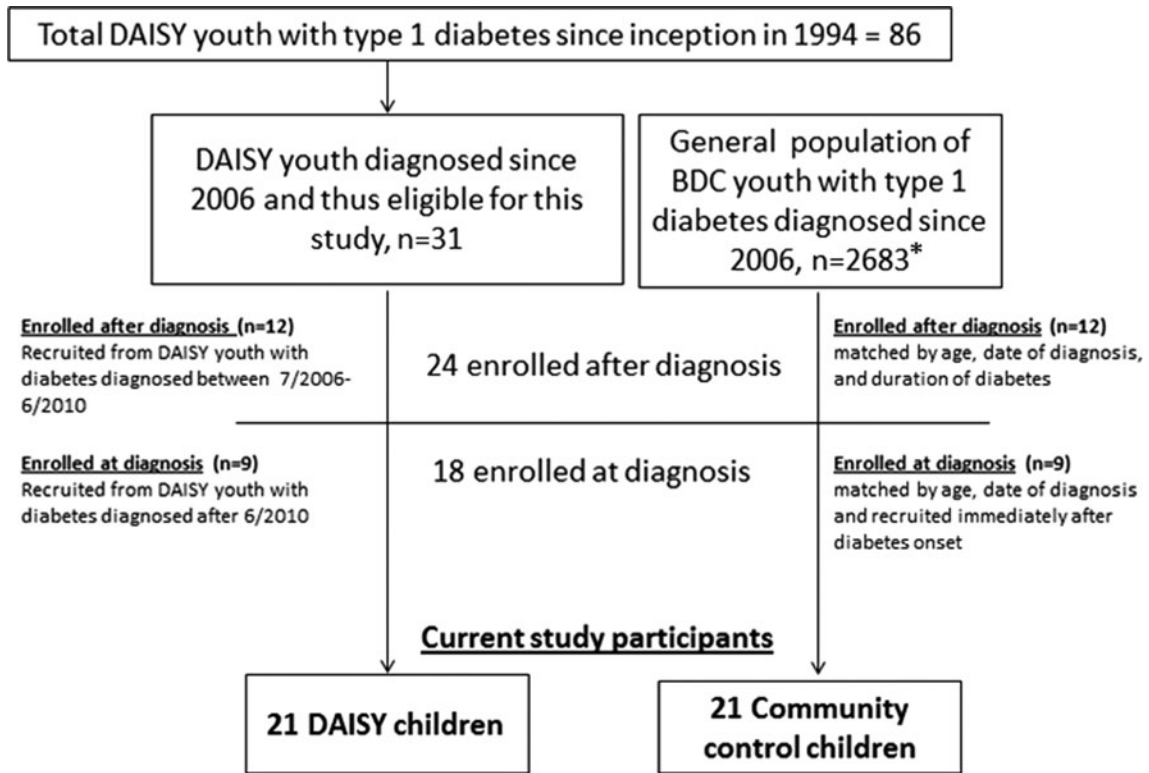 Total DAISY youth with type 1 diabetes since inception in 1994 = 86
DAISY youth diagnosed since
2006 and thus eligible for this
study, n=31
General population of
BDC youth with type 1
diabetes diagnosed since
2006, n=2683*
Enrolled after diagnosis (n=12)
Recruited from DAISY youth with
diabetes diagnosed between 7/2006-
6/2010
24 enrolled after diagnosis
Enrolled after diagnosis (n=12)
matched by age, date of diagnosis,
and duration of diabetes
Enrolled at diagnosis (n=9)
Recruited from DAISY youth with
diabetes diagnosed after 6/2010
18 enrolled at diagnosis
Enrolled at diagnosis (n=9)
matched by age, date of diagnosis
and recruited immediately after
diabetes onset
Current study participants
21 DAISY children
21 Community
control children